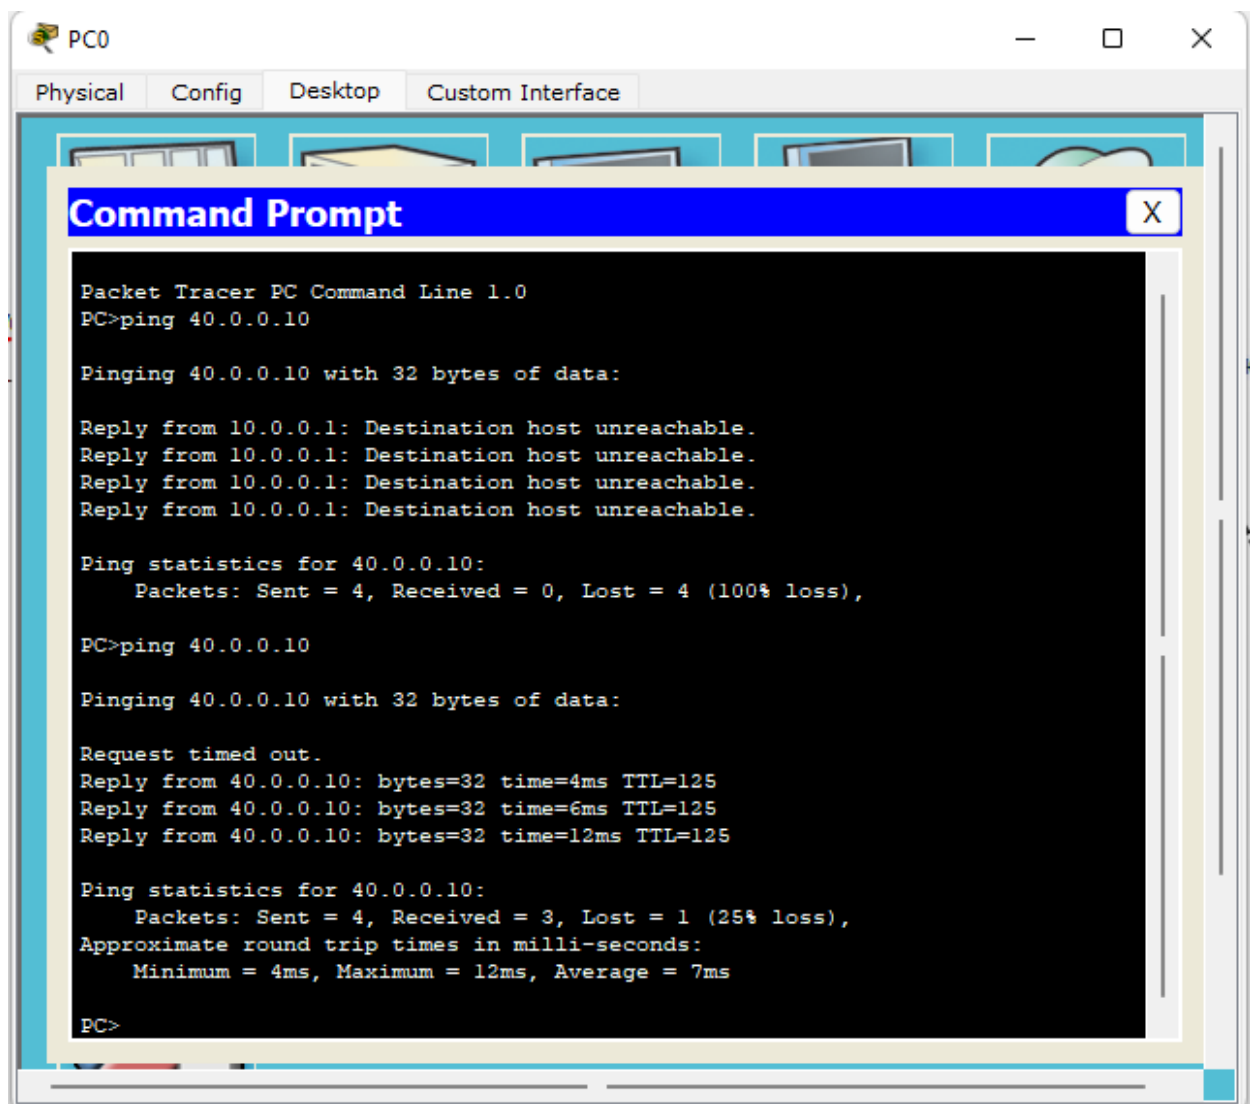 PC0
Physical Config Desktop Custom Interface
Command Prompt
X
Packet Tracer PC Command Line 1.0
PC>ping 40.0.0.10
Pinging 40.0.0.10 with 32 bytes of data:
Reply from 10.0.0.1: Destination host unreachable.
Reply from 10.0.0.1: Destination host unreachable.
Reply from 10.0.0.1: Destination host unreachable.
Reply from 10.0.0.1: Destination host unreachable.
Ping statistics for 40.0.0.10:
Packets: Sent = 4, Received = 0, Lost = 4 (100% loss),
PC>ping 40.0.0.10
Pinging 40.0.0.10 with 32 bytes of data:
Request timed out.
Reply from 40.0.0.10: bytes=32 time=4ms TTL=125
Reply from 40.0.0.10: bytes=32 time=6ms TTL=125
Reply from 40.0.0.10: bytes=32 time=12ms TTL=125
Ping statistics for 40.0.0.10:
Packets: Sent = 4, Received = 3, Lost = 1 (25% loss),
Approximate round trip times in milli-seconds:
Minimum = 4ms, Maximum = 12ms, Average = 7ms
PC>